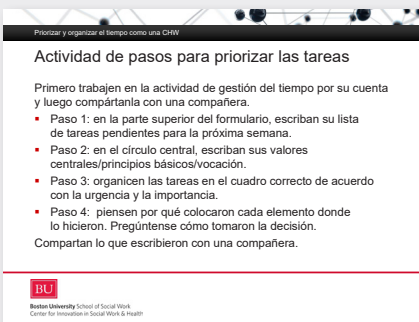 Priorizar y organizar el tiempo como una CHW
Actividad de pasos para priorizar las tareas
Primero trabajen en la actividad de gestión del tiempo por su cuenta
y luego compártanla con una compañera.
▪ Paso 1: en la parte superior del formulario, escriban su lista
de tareas pendientes para la próxima semana.
▪ Paso 2: en el círculo central, escriban sus valores
centrales/principios básicos/vocación.
▪ Paso 3: organicen las tareas en el cuadro correcto de acuerdo
con la urgencia y la importancia.
▪ Paso 4: piensen por qué colocaron cada elemento donde
lo hicieron. Pregúntense cómo tomaron la decisión.
Compartan lo que escribieron con una compañera.
BU
Boston University School of Social Work
Center for Innovation in Social Work & Health